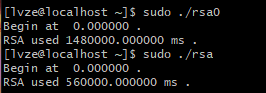 [lvze@localhost ~]$ sudo ./rsa0
Begin at  0.000000 .
RSA used 1480000.000000 ms .
[lvze@localhost ~]$ sudo ./rsa
Begin at  0.000000 .
RSA used 560000.000000 ms .